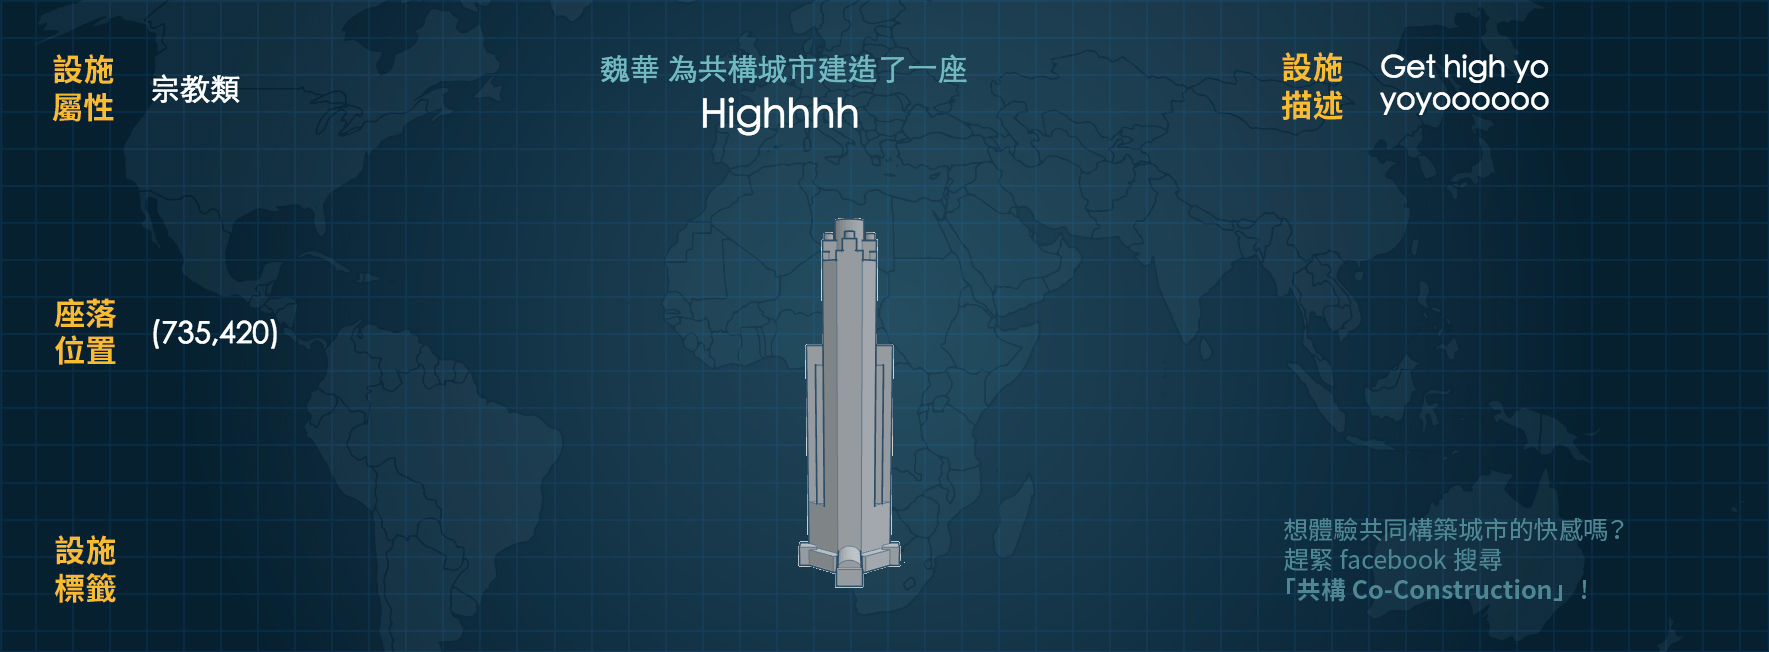 設施
屬性
宗教類
魏華 為共構城市建造了一座
Highhhh
設施
描述
Get high yo
yoyoooooo
座落
位置
(735,420)
設施
標籤
想體驗共同構築城市的快感嗎？
趕緊 facebook 搜尋
「共構 Co-Construction」！